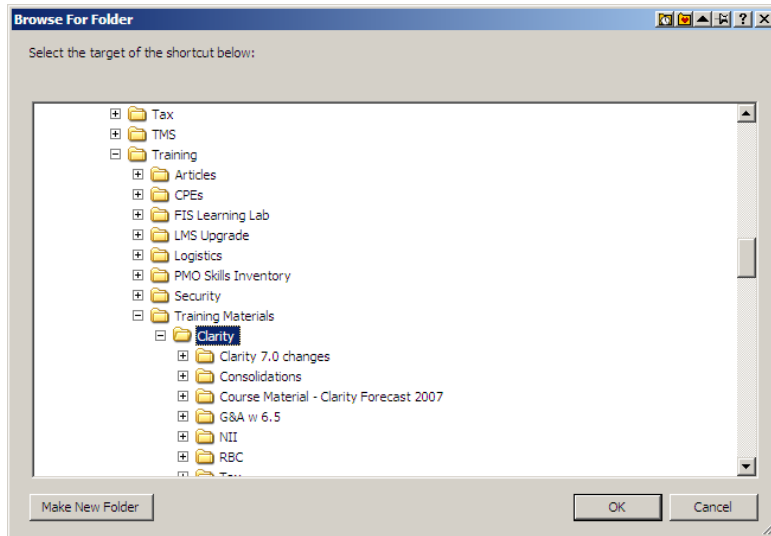 Browse For Folder
Select the target of the shortcut below:
Tax
TMS
Training
Articles
CPEs
FIS Learning Lab
LMS Upgrade
Logistics
PMO Skills Inventory
Security
Training Materials
Clarity
Clarity 7.0 changes
Consolidations
Course Material - Clarity Forecast 2007
G&A w 6.5
NII
RBC
Make New Folder OK Cancel